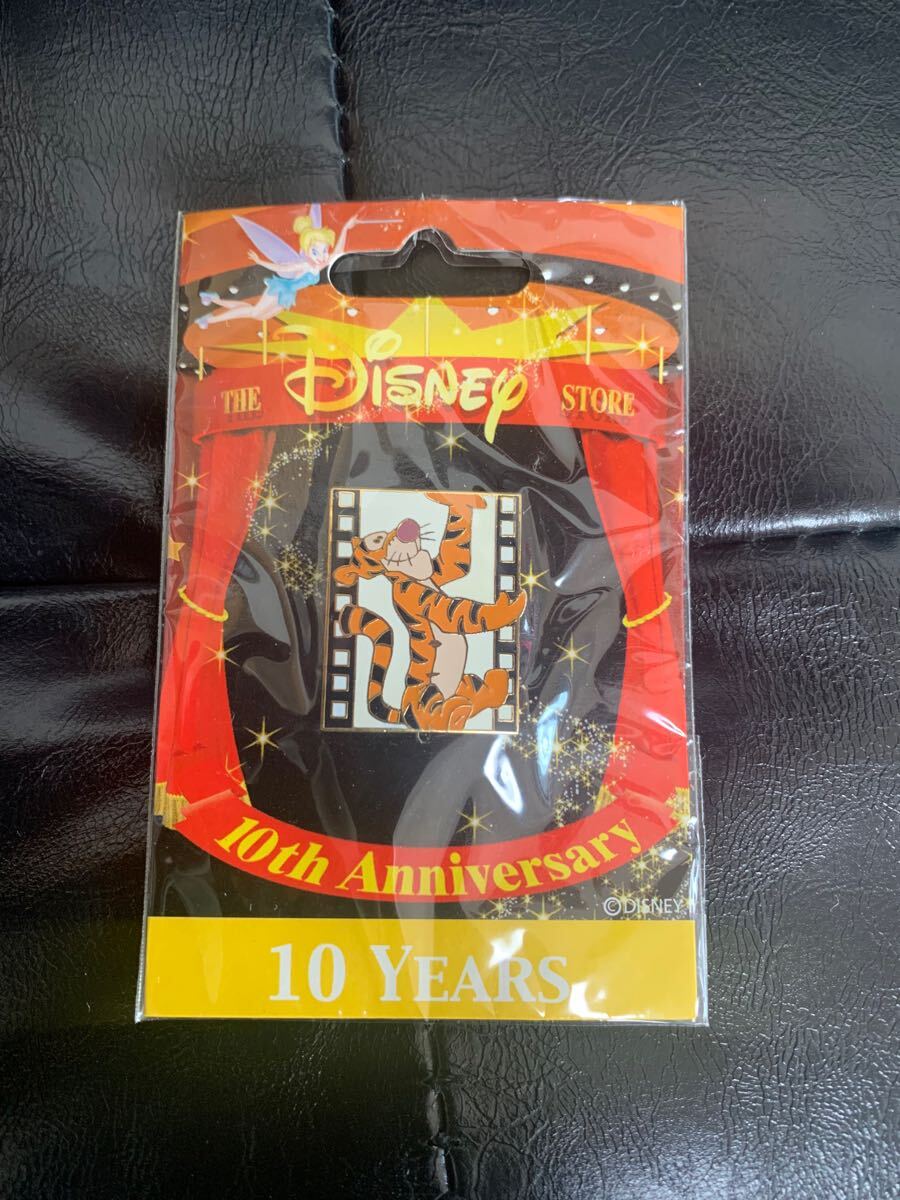 THE DISNEY STORE
10th Anniversary
©DISNEY
10 YEARS